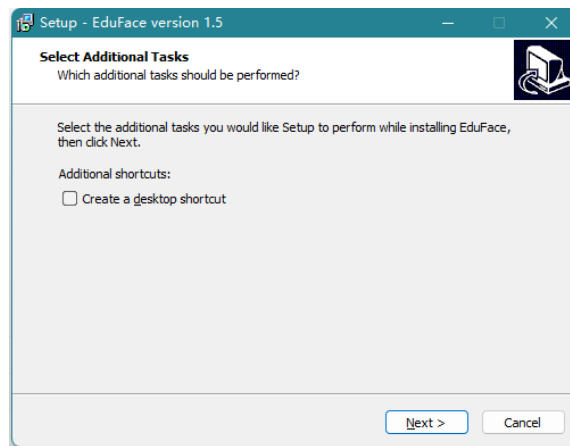 Setup - EduFace version 1.5
Select Additional Tasks
Which additional tasks should be performed?
Select the additional tasks you would like Setup to perform while installing EduFace,
then click Next.
Additional shortcuts:
Create a desktop shortcut
Next >
Cancel